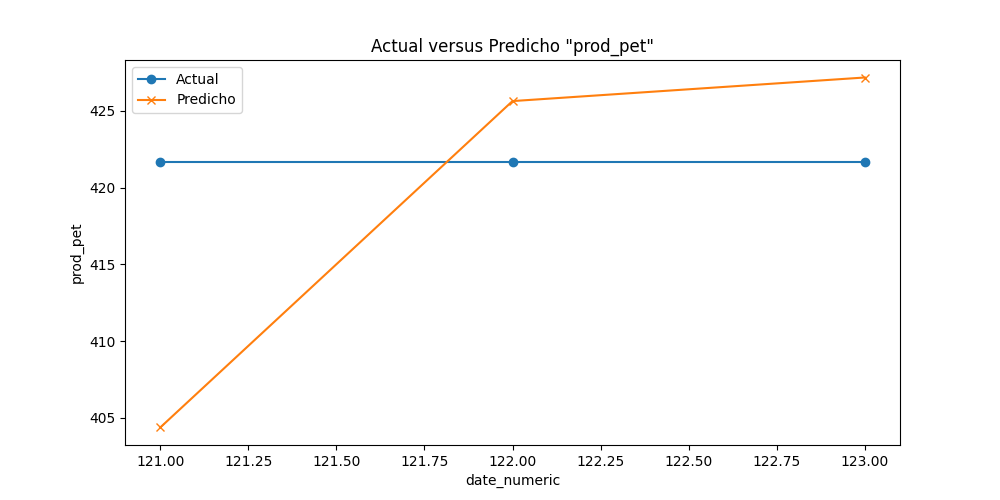 Actual versus Predicho "prod_pet"
Actual
Predicho
425
420
415
410
405
prod_pet
121.00 121.25 121.50 121.75 122.00 122.25 122.50 122.75 123.00
date_numeric